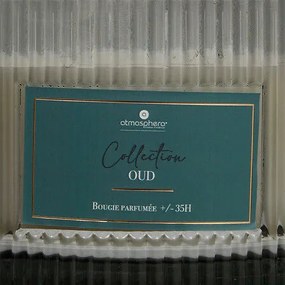 atmosphera
Collection
OUD
BOUGIE PARFUMÉE +/- 35H